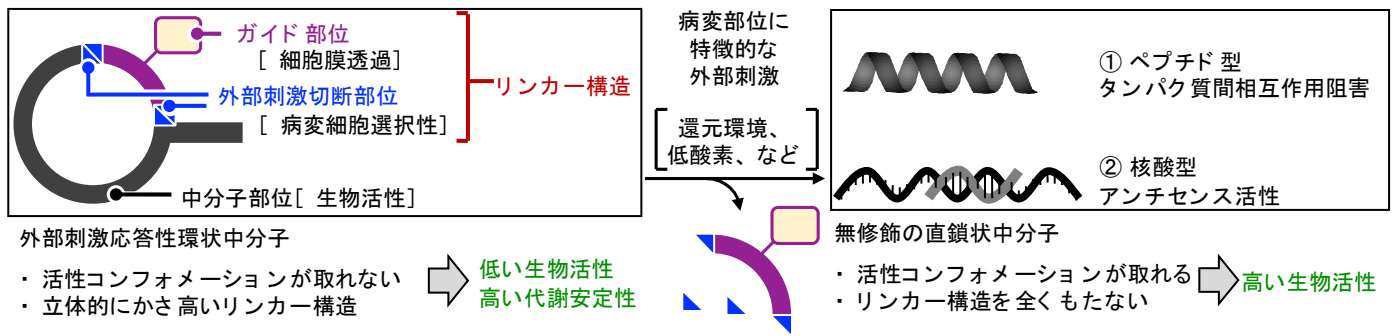 ガイド部位
[ 細胞膜透過]
外部刺激切断部位
[ 病変細胞選択性]
リンカー構造
中分子部位[ 生物活性]
外部刺激応答性環状中分子
・ 活性コンフォメーションが取れない
・ 立体的にかさ高いリンカー構造
低い生物活性
高い代謝安定性
病変部位に
特徴的な
外部刺激
還元環境、
低酸素、など
① ペプチド型
タンパク質間相互作用阻害
② 核酸型
アンチセンス活性
無修飾の直鎖状中分子
・ 活性コンフォメーションが取れる
・ リンカー構造を全くもたない
高い生物活性